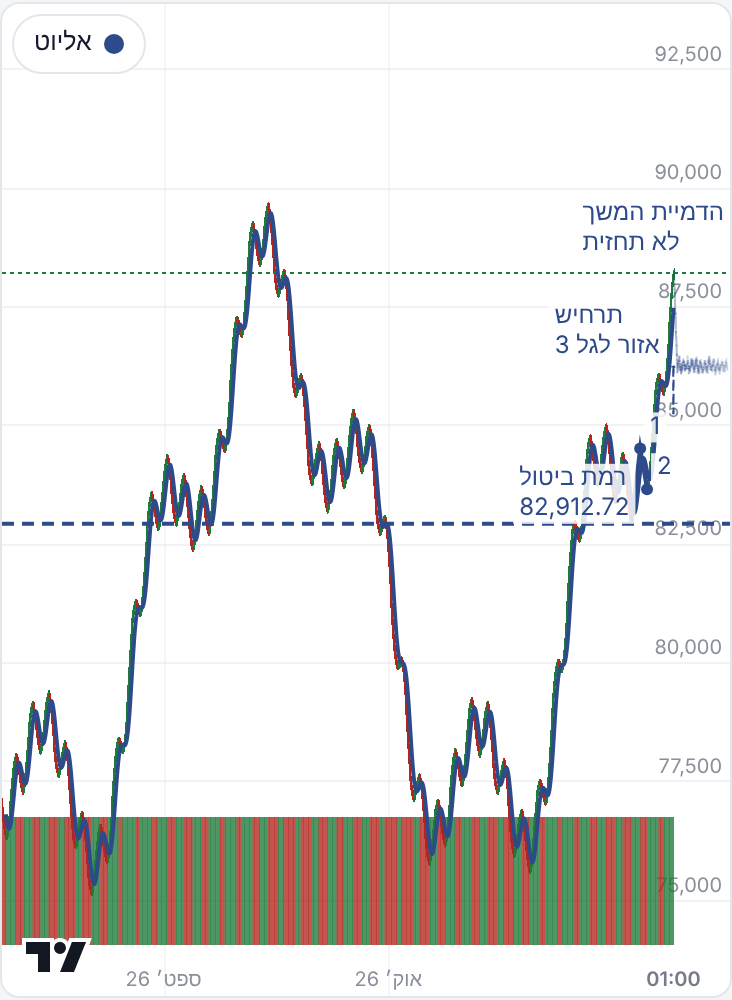 אליוט
92,500
90,000
הדמיית המשך
לא תחזית
87,500
תרחיש
אזור לגל 3
85,000
1
2
רמת ביטול
82,912.72
82,500
80,000
77,500
75,000
ספט׳ 26
אוק׳ 26
01:00